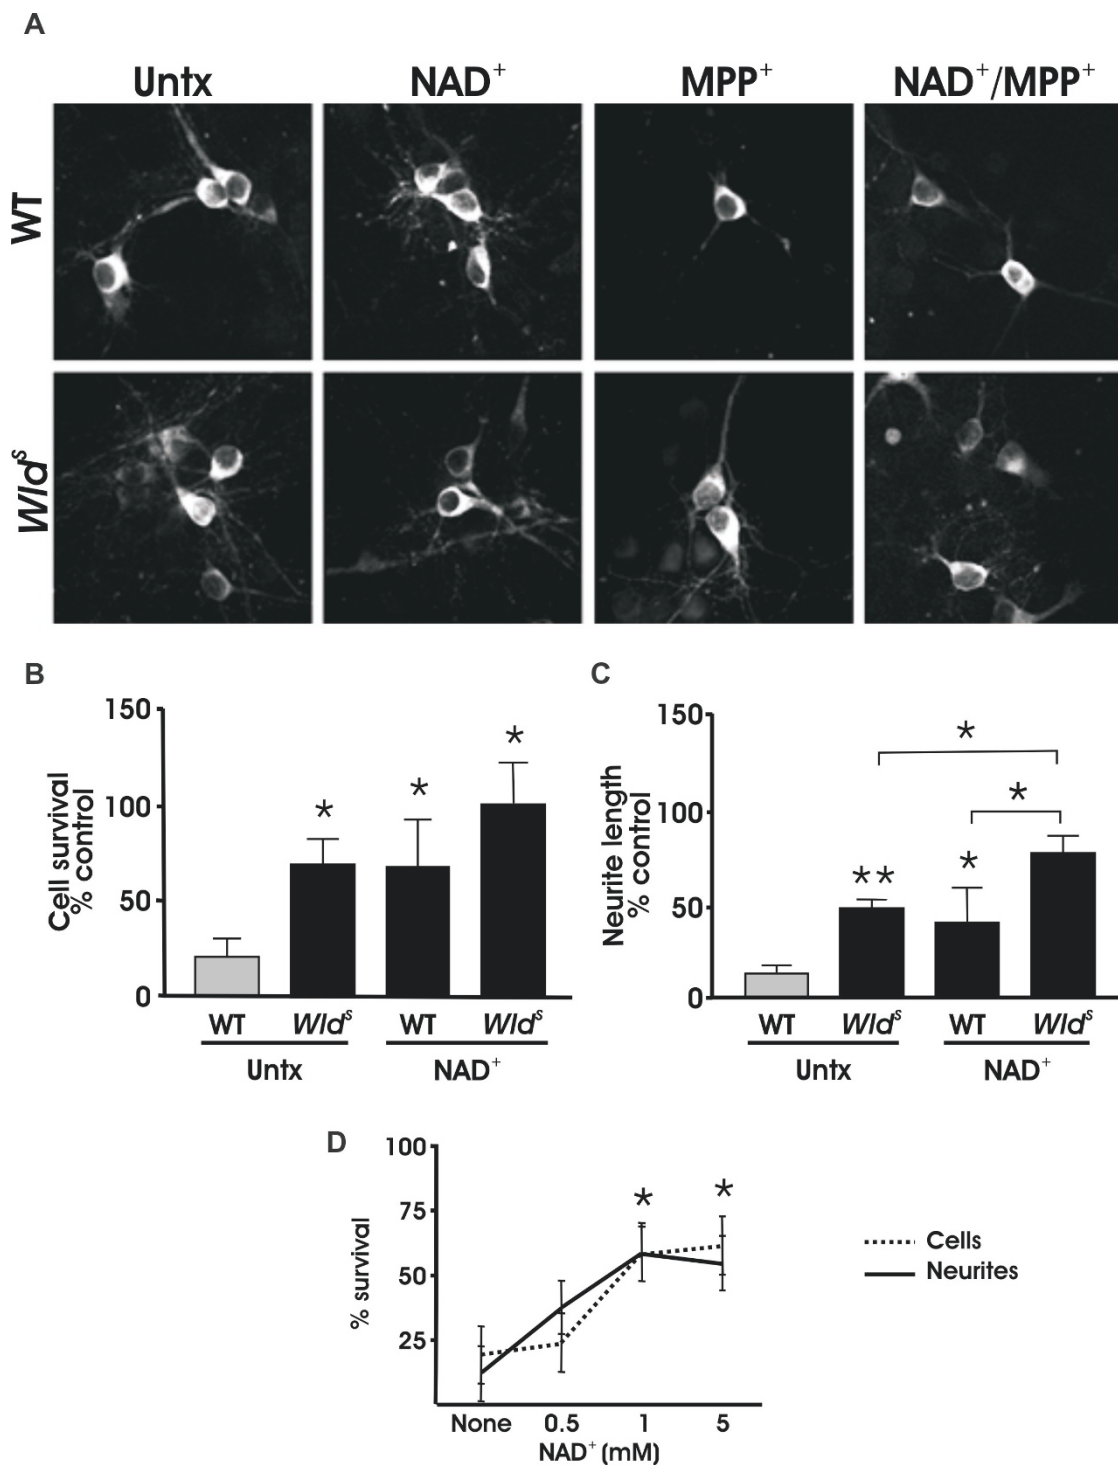 A
Untx NAD⁺ MPP⁺ NAD⁺/MPP⁺
WT
Wldˢ
B
Cell survival
% control
150
100
50
0
*
*
*
WT Wldˢ WT Wldˢ
Untx NAD⁺
C
Neurite length
% control
150
100
50
0
*
*
**
*
WT Wldˢ WT Wldˢ
Untx NAD⁺
D
% survival
100
75
50
25
*
*
None 0.5 1 5
NAD⁺ (mM)
Cells
Neurites